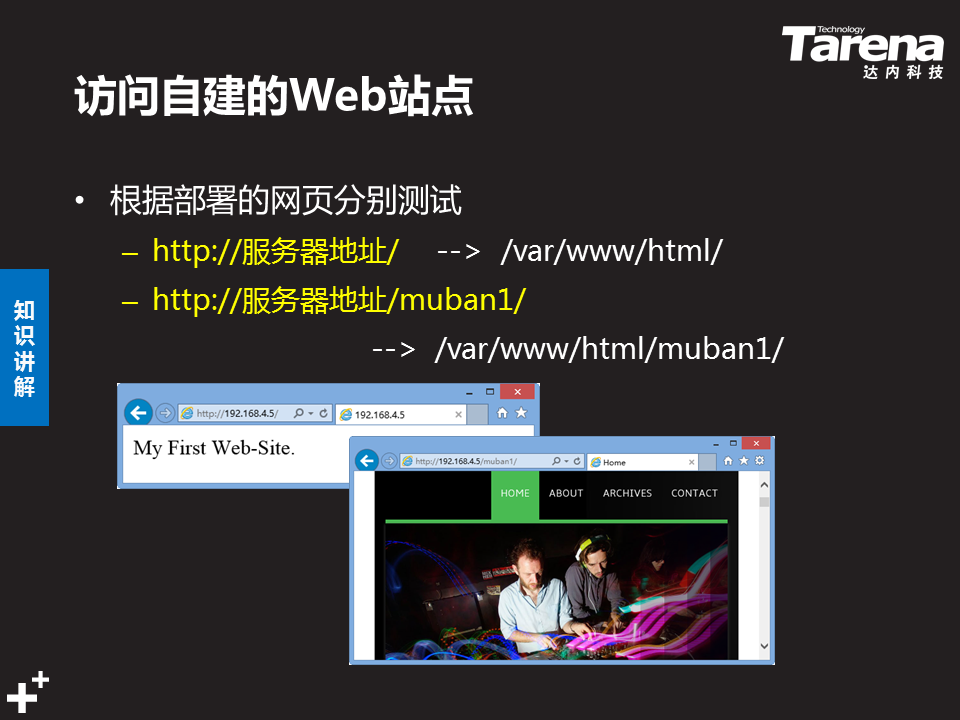 Technology
Tarena
达内科技
访问自建的Web站点
• 根据部署的网页分别测试
– http://服务器地址/ --> /var/www/html/
– http://服务器地址/muban1/
--> /var/www/html/muban1/
知识讲解
http://192.168.4.5/ 192.168.4.5
My First Web-Site.
http://192.168.4.5/muban1/ Home
HOME ABOUT ARCHIVES CONTACT